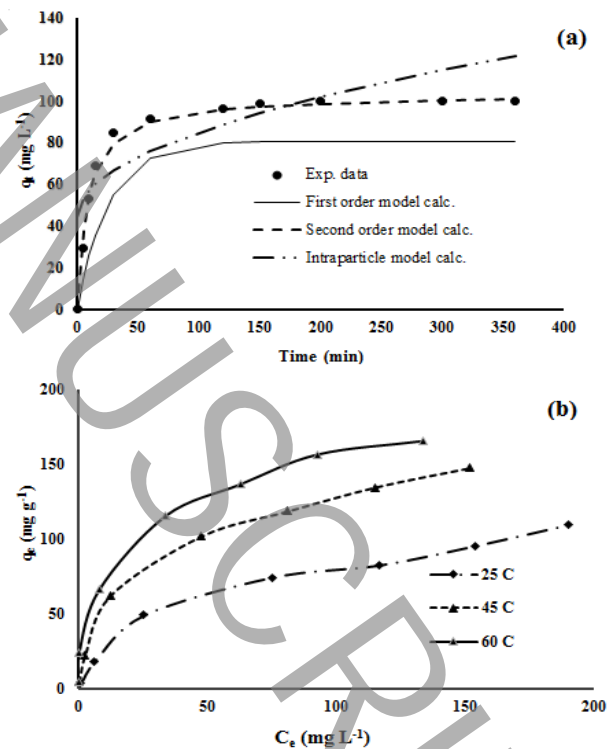 140
120
100
80
60
40
20
0
qt (mg L-1)
(a)
Exp. data
First order model calc.
Second order model calc.
Intraparticle model calc.
0 50 100 150 200 250 300 350 400
Time (min)
200
150
100
50
0
qe (mg g-1)
(b)
25 C
45 C
60 C
0 50 100 150 200
Ce (mg L-1)